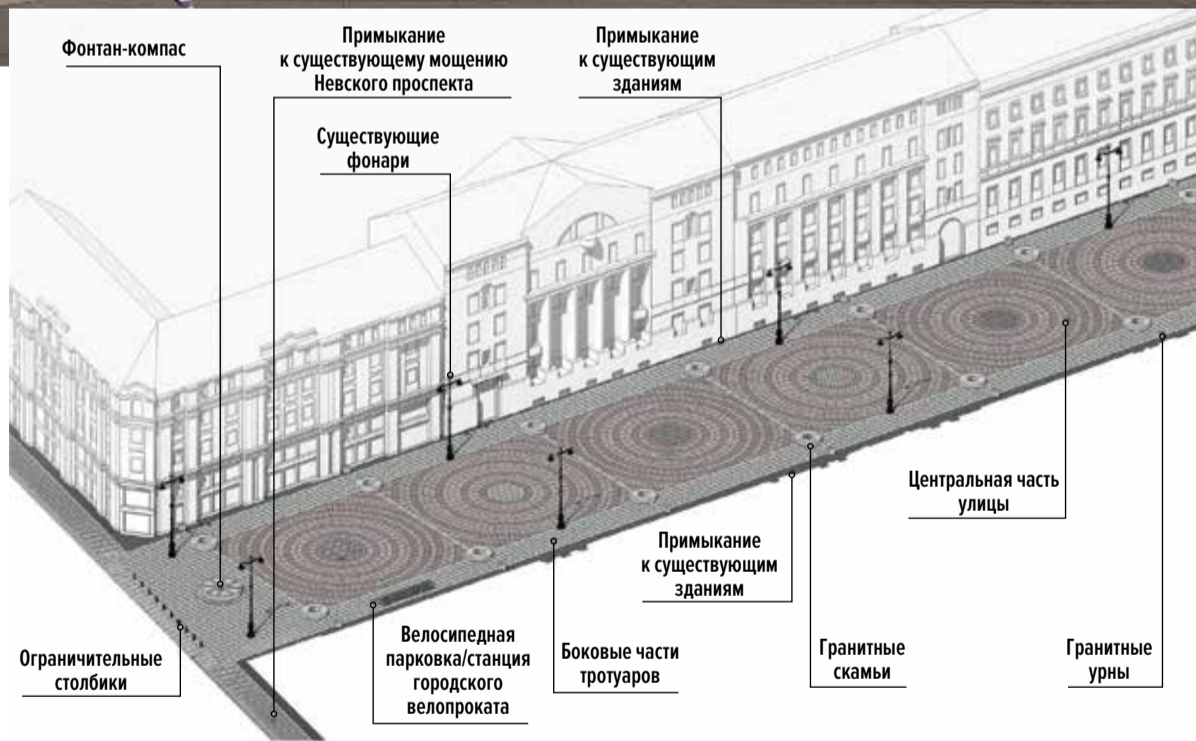 Фонтан-компас
Примыкание
к существующему мощению
Невского проспекта
Примыкание
к существующим
зданиям
Существующие
фонари
Центральная часть
улицы
Примыкание
к существующим
зданиям
Ограничительные
столбики
Велосипедная
парковка/станция
городского
велопроката
Боковые части
тротуаров
Гранитные
скамьи
Гранитные
урны